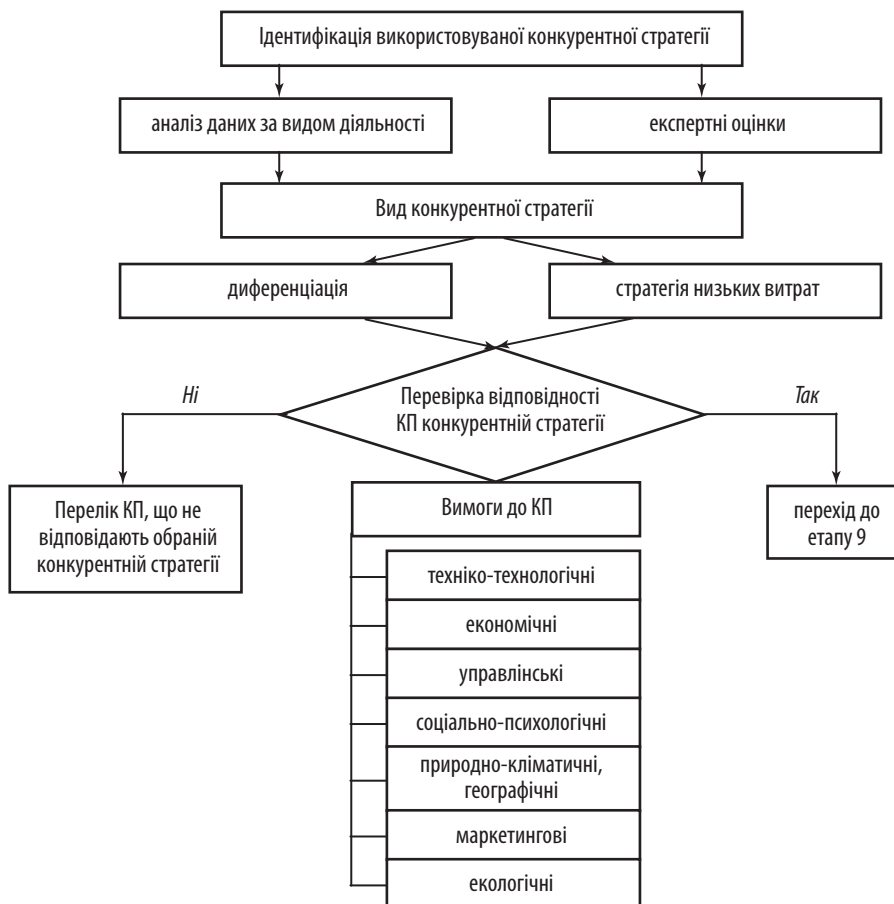 Ідентифікація використовуваної конкурентної стратегії
аналіз даних за видом діяльності
експертні оцінки
Вид конкурентної стратегії
диференціація
стратегія низьких витрат
Перевірка відповідності
КП конкурентній стратегії
Ні
Так
Перелік КП, що не
відповідають обраній
конкурентній стратегії
Вимоги до КП
перехід до
етапу 9
техніко-технологічні
економічні
управлінські
соціально-психологічні
природно-кліматичні,
географічні
маркетингові
екологічні